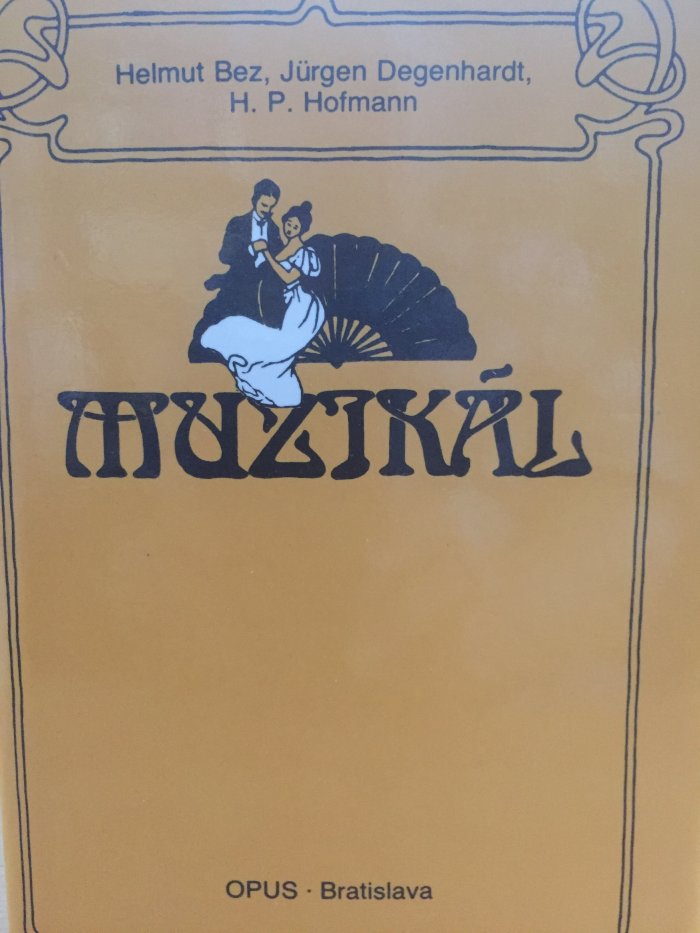 Helmut Bez, Jürgen Degenhardt,
H. P. Hofmann
MUZIKÁL
OPUS · Bratislava